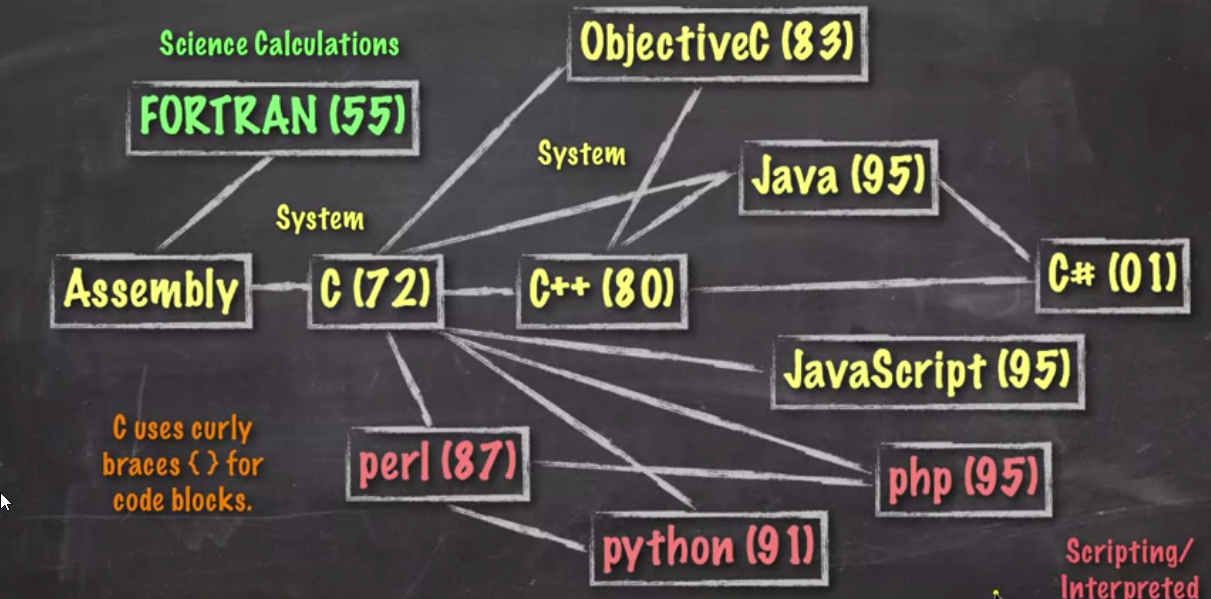 Science Calculations
ObjectiveC (83)
FORTRAN (55)
System
Java (95)
System
Assembly
C (72)
C++ (80)
C# (01)
JavaScript (95)
C uses curly
braces { } for
code blocks.
perl (87)
php (95)
python (91)
Scripting/
Interpreted